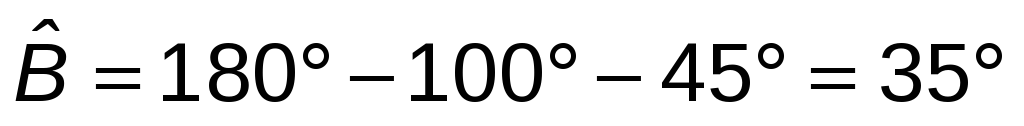 B̂ = 180° − 100° − 45° = 35°